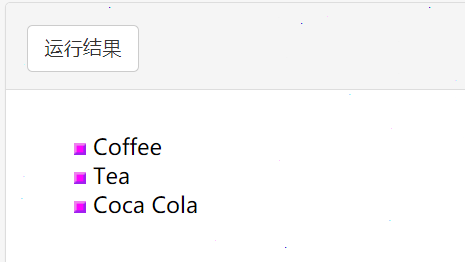 运行结果
Coffee
Tea
Coca Cola